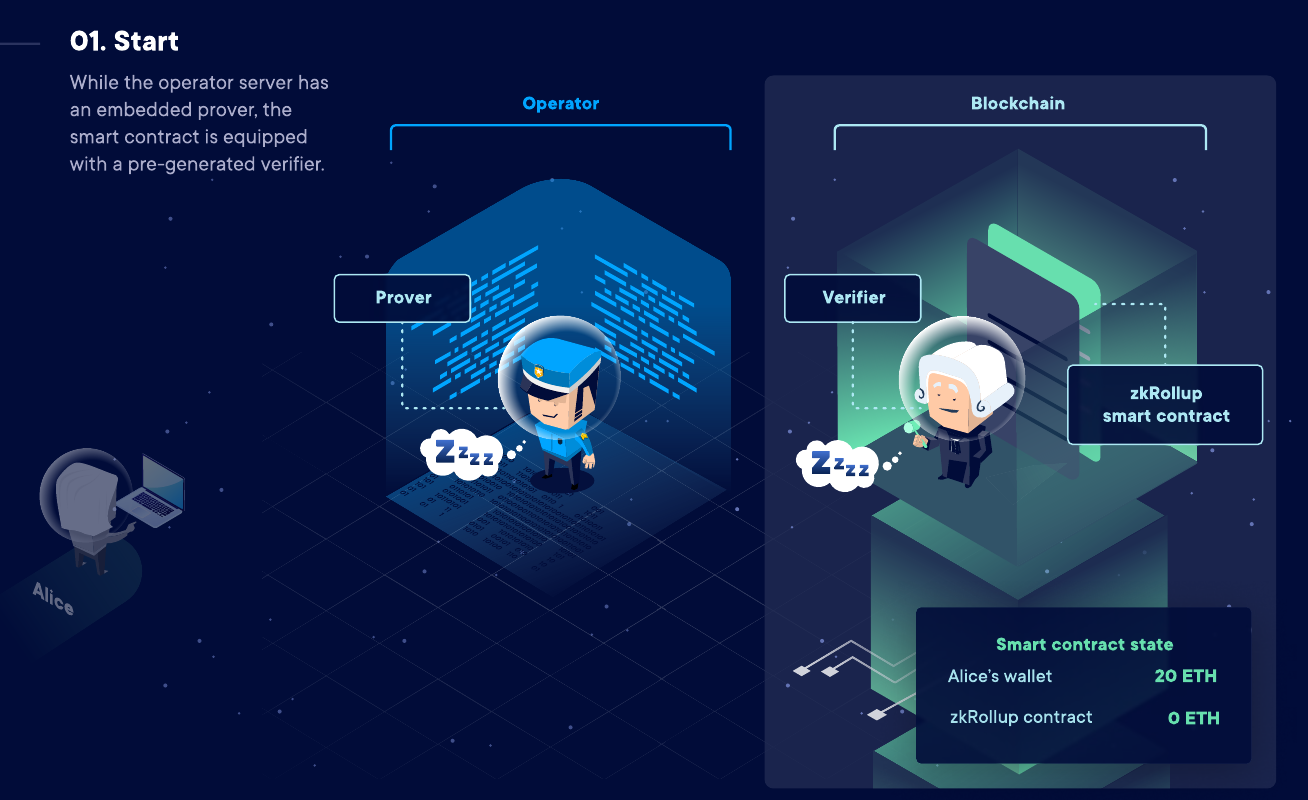 01. Start
While the operator server has
an embedded prover, the
smart contract is equipped
with a pre-generated verifier.
Operator
Blockchain
Prover
Verifier
zkRollup
smart contract
Zzzz
Zzzz
Alice
Smart contract state
Alice's wallet 20 ETH
zkRollup contract 0 ETH